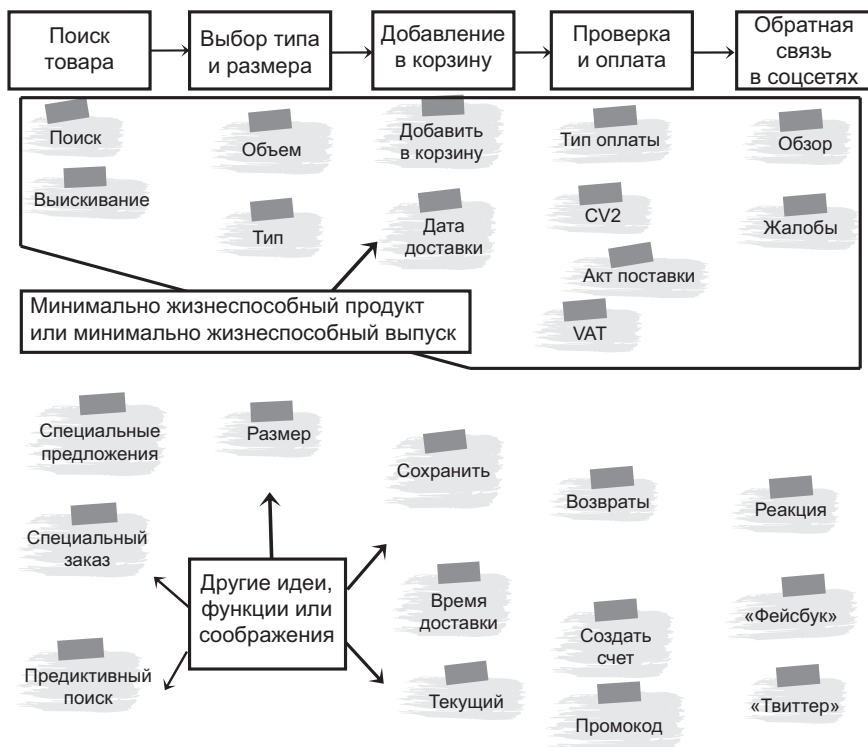 Поиск
товара
Выбор типа
и размера
Добавление
в корзину
Проверка
и оплата
Обратная
связь
в соцсетях
Поиск
Выискивание
Объем
Тип
Добавить
в корзину
Дата
доставки
Тип оплаты
CV2
Акт поставки
VAT
Обзор
Жалобы
Минимально жизнеспособный продукт
или минимально жизнеспособный выпуск
Специальные
предложения
Специальный
заказ
Предиктивный
поиск
Размер
Другие идеи,
функции или
соображения
Сохранить
Время
доставки
Текущий
Возвраты
Создать
счет
Промокод
Реакция
«Фейсбук»
«Твиттер»